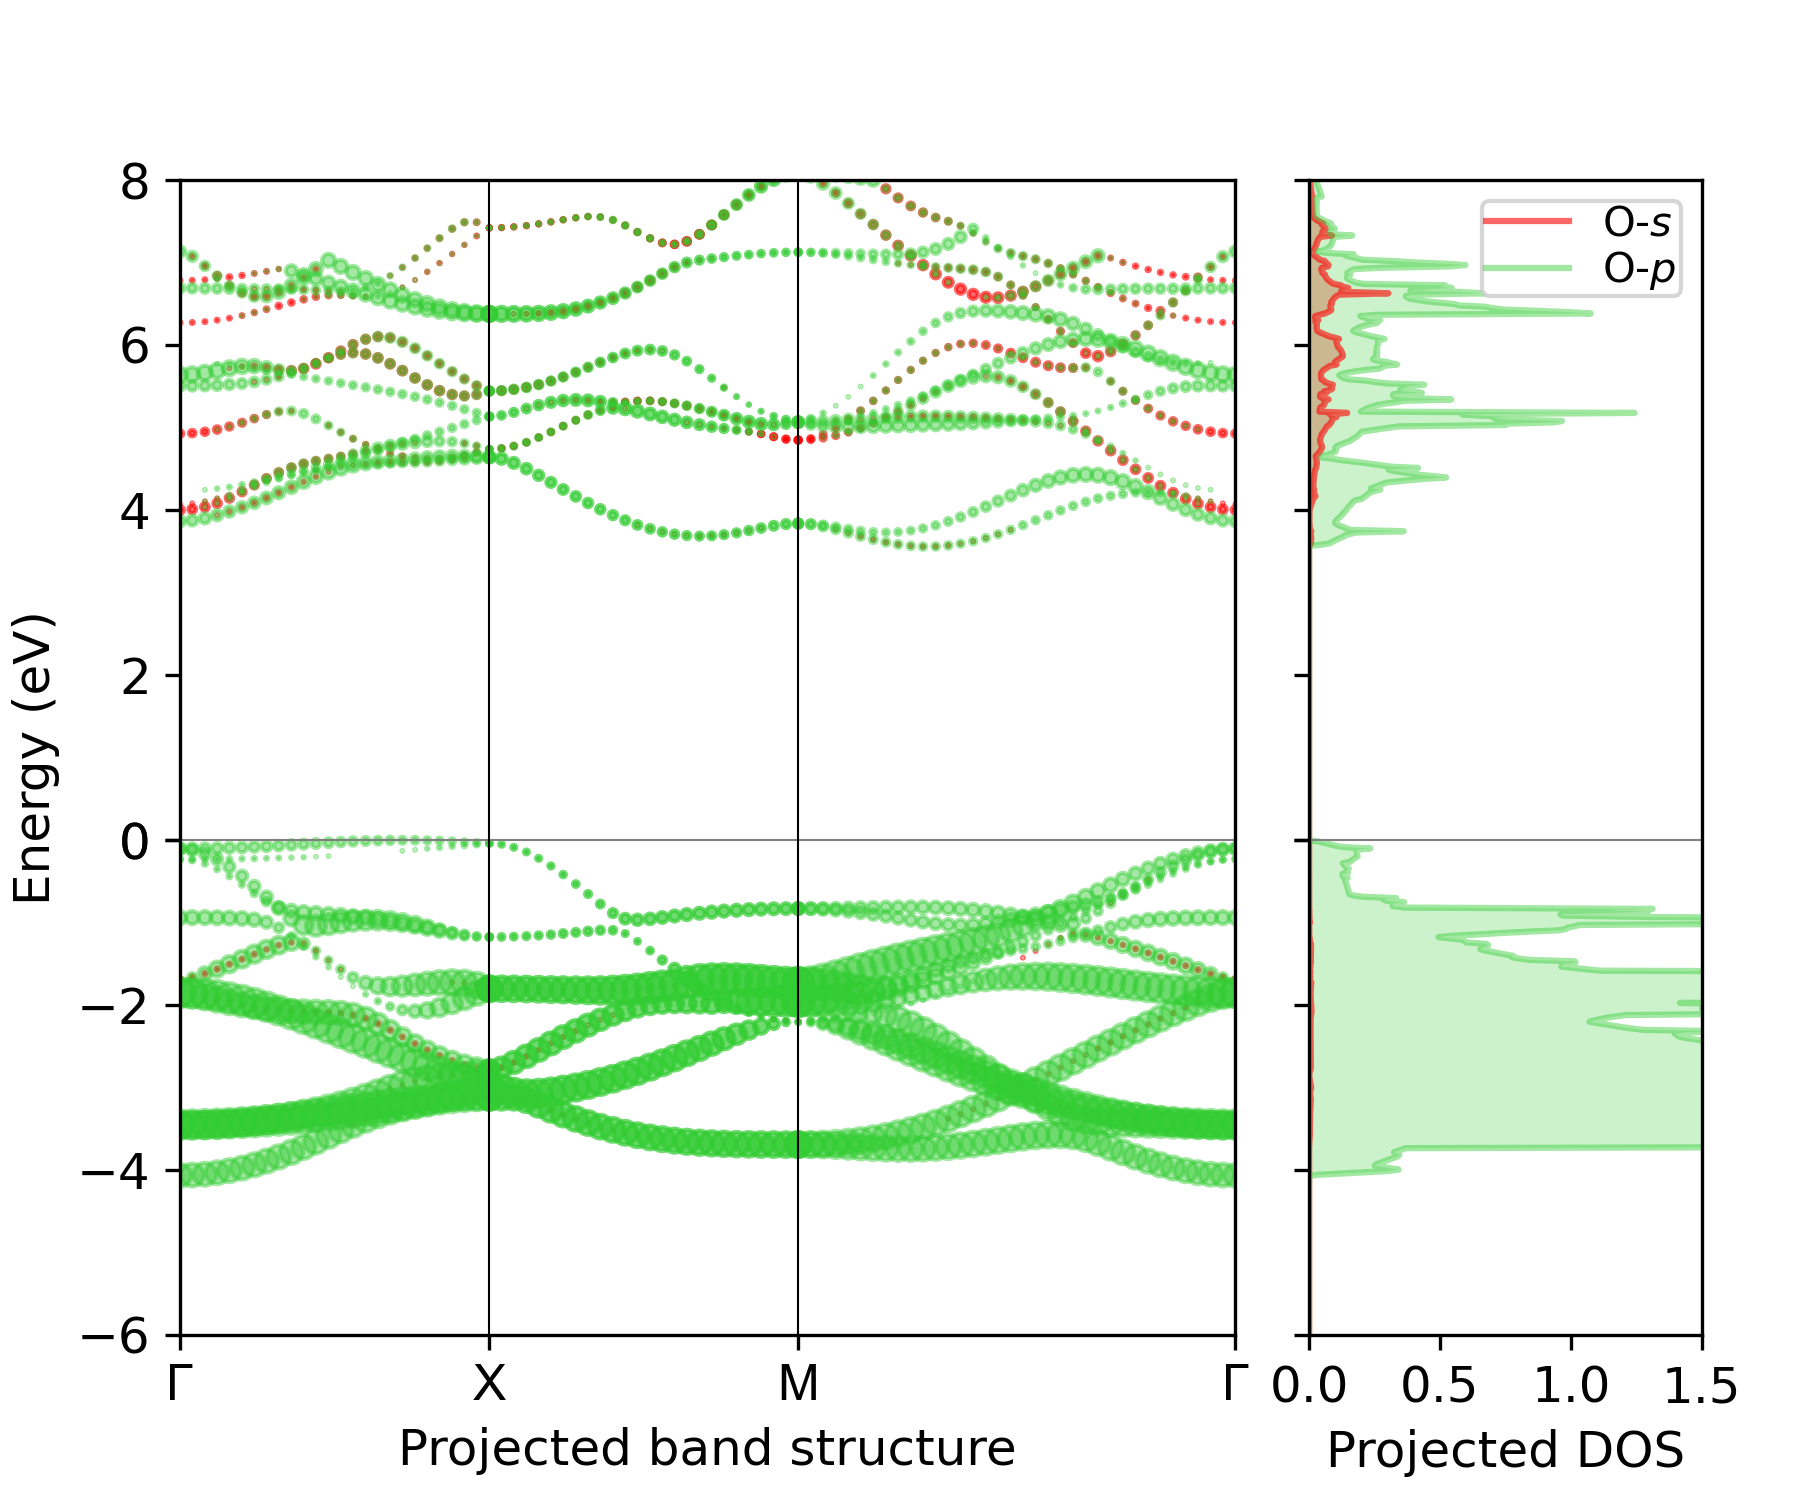 Energy (eV)
8
6
4
2
0
−2
−4
−6
Γ X M Γ
Projected band structure
O-s
O-p
0.0 0.5 1.0 1.5
Projected DOS